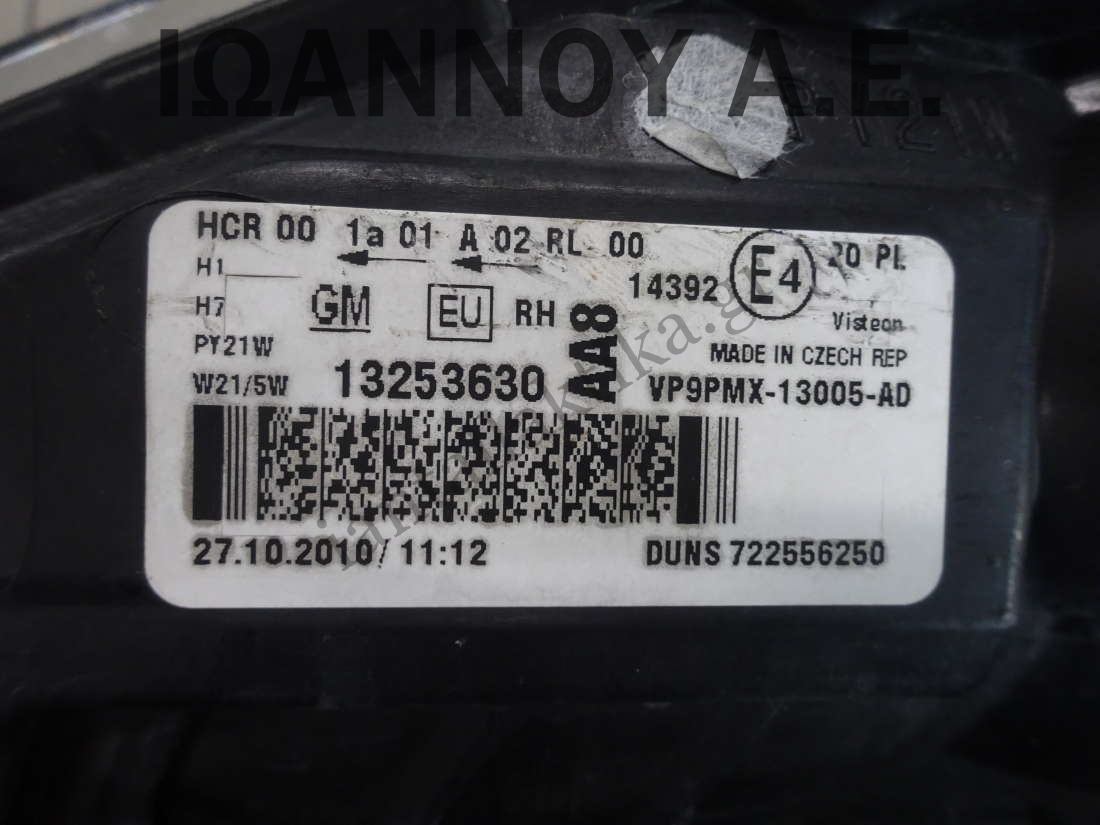 ΙΩΑΝΝΟΥ Α.Ε.
PY21W
HCR 00 1a 01 A 02 RL 00
H1
14392 E4 20 PL
H7 GM EU RH AA8
Visteon
PY21W
MADE IN CZECH REP
W21/5W 13253630
VP9PMX-13005-AD
27.10.2010/ 11:12
DUNS 722556250